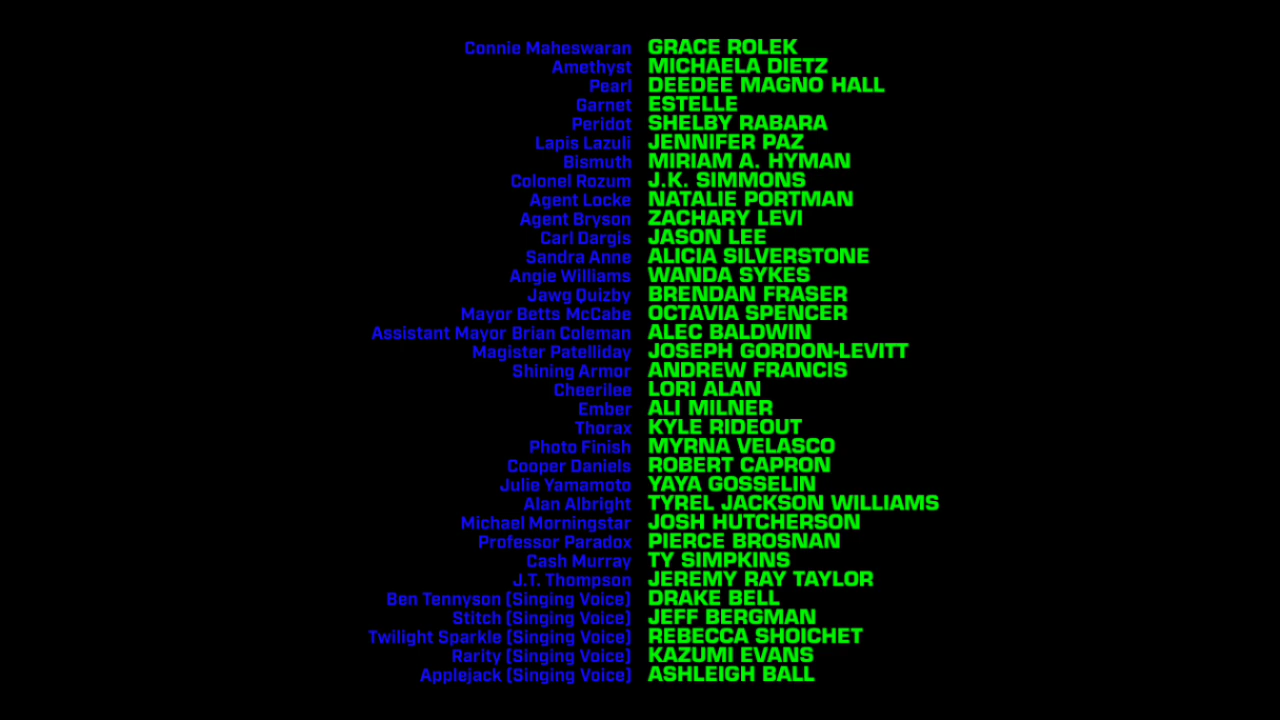 Connie Maheswaran GRACE ROLEK
Amethyst MICHAELA DIETZ
Pearl DEEDEE MAGNO HALL
Garnet ESTELLE
Peridot SHELBY RABARA
Lapis Lazuli JENNIFER PAZ
Bismuth MIRIAM A. HYMAN
Colonel Rozum J.K. SIMMONS
Agent Locke NATALIE PORTMAN
Agent Bryson ZACHARY LEVI
Carl Dargis JASON LEE
Sandra Anne ALICIA SILVERSTONE
Angie Williams WANDA SYKES
Jawg Quizby BRENDAN FRASER
Mayor Betts McCabe OCTAVIA SPENCER
Assistant Mayor Brian Coleman ALEC BALDWIN
Magister Patelliday JOSEPH GORDON-LEVITT
Shining Armor ANDREW FRANCIS
Cheerilee LORI ALAN
Ember ALI MILNER
Thorax KYLE RIDEOUT
Photo Finish MYRNA VELASCO
Cooper Daniels ROBERT CAPRON
Julie Yamamoto YAYA GOSSELIN
Alan Albright TYREL JACKSON WILLIAMS
Michael Morningstar JOSH HUTCHERSON
Professor Paradox PIERCE BROSNAN
Cash Murray TY SIMPKINS
J.T. Thompson JEREMY RAY TAYLOR
Ben Tennyson (Singing Voice) DRAKE BELL
Stitch (Singing Voice) JEFF BERGMAN
Twilight Sparkle (Singing Voice) REBECCA SHOICHET
Rarity (Singing Voice) KAZUMI EVANS
Applejack (Singing Voice) ASHLEIGH BALL